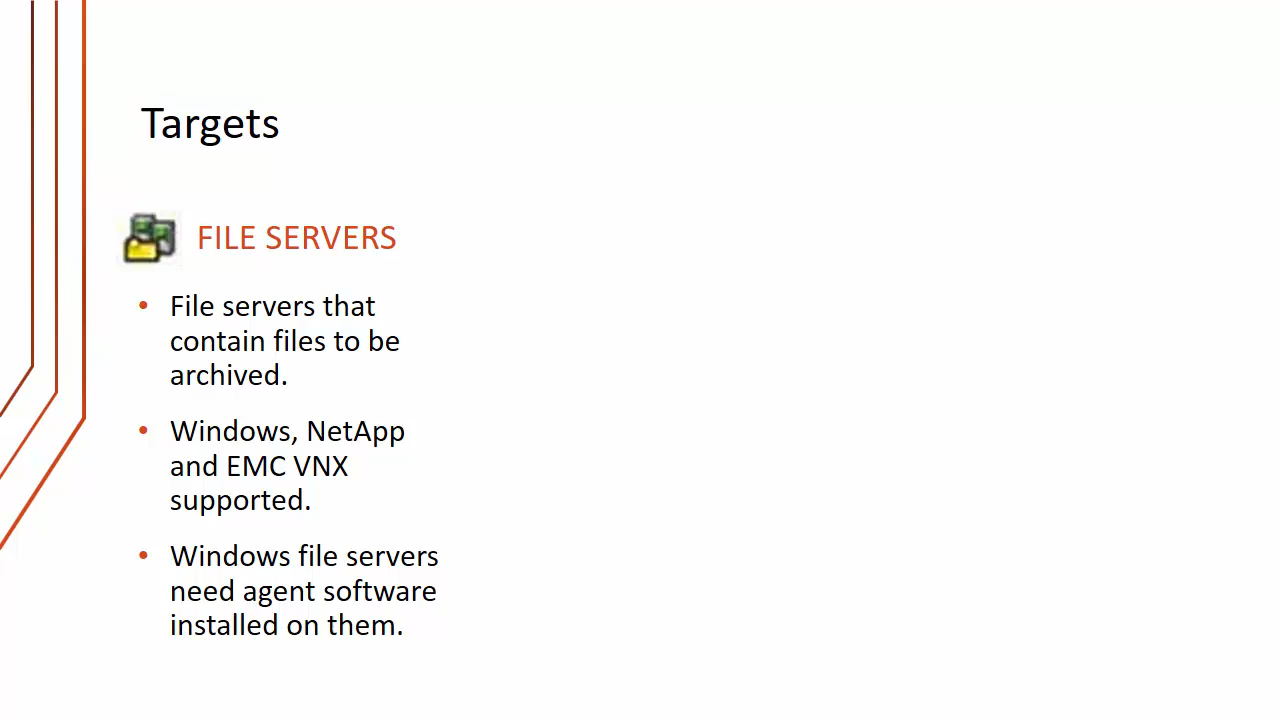 Targets
FILE SERVERS
• File servers that
contain files to be
archived.
• Windows, NetApp
and EMC VNX
supported.
• Windows file servers
need agent software
installed on them.